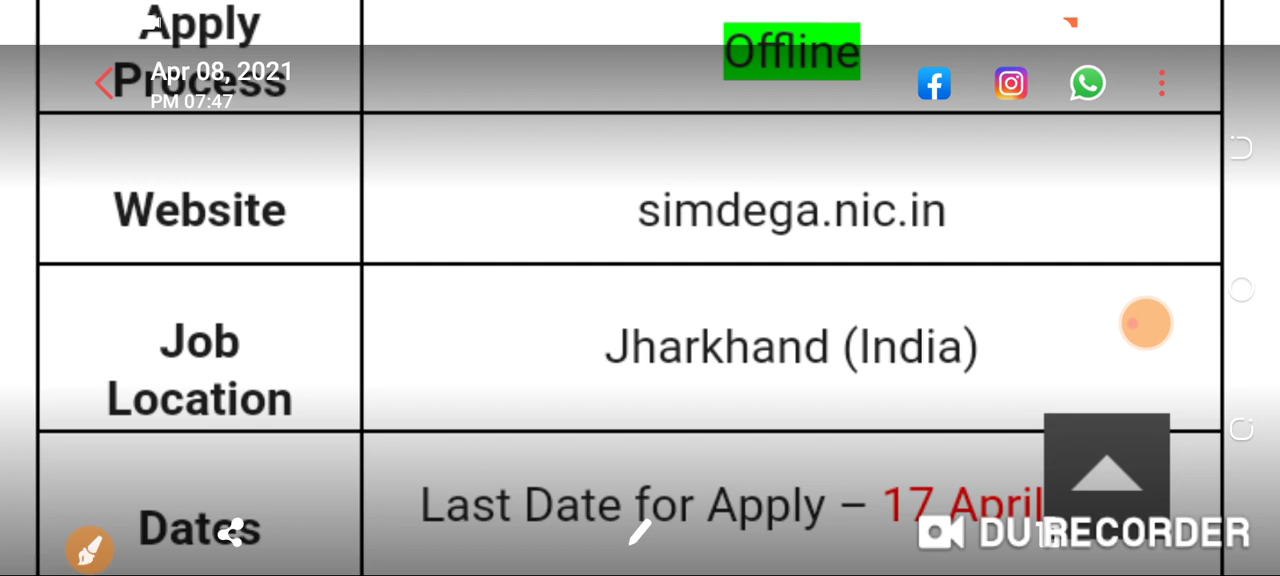 Apply
Process
Offline
Apr 08, 2021
PM 07:47
Website
simdega.nic.in
Job
Location
Jharkhand (India)
Dates
Last Date for Apply – 17 April
DU RECORDER